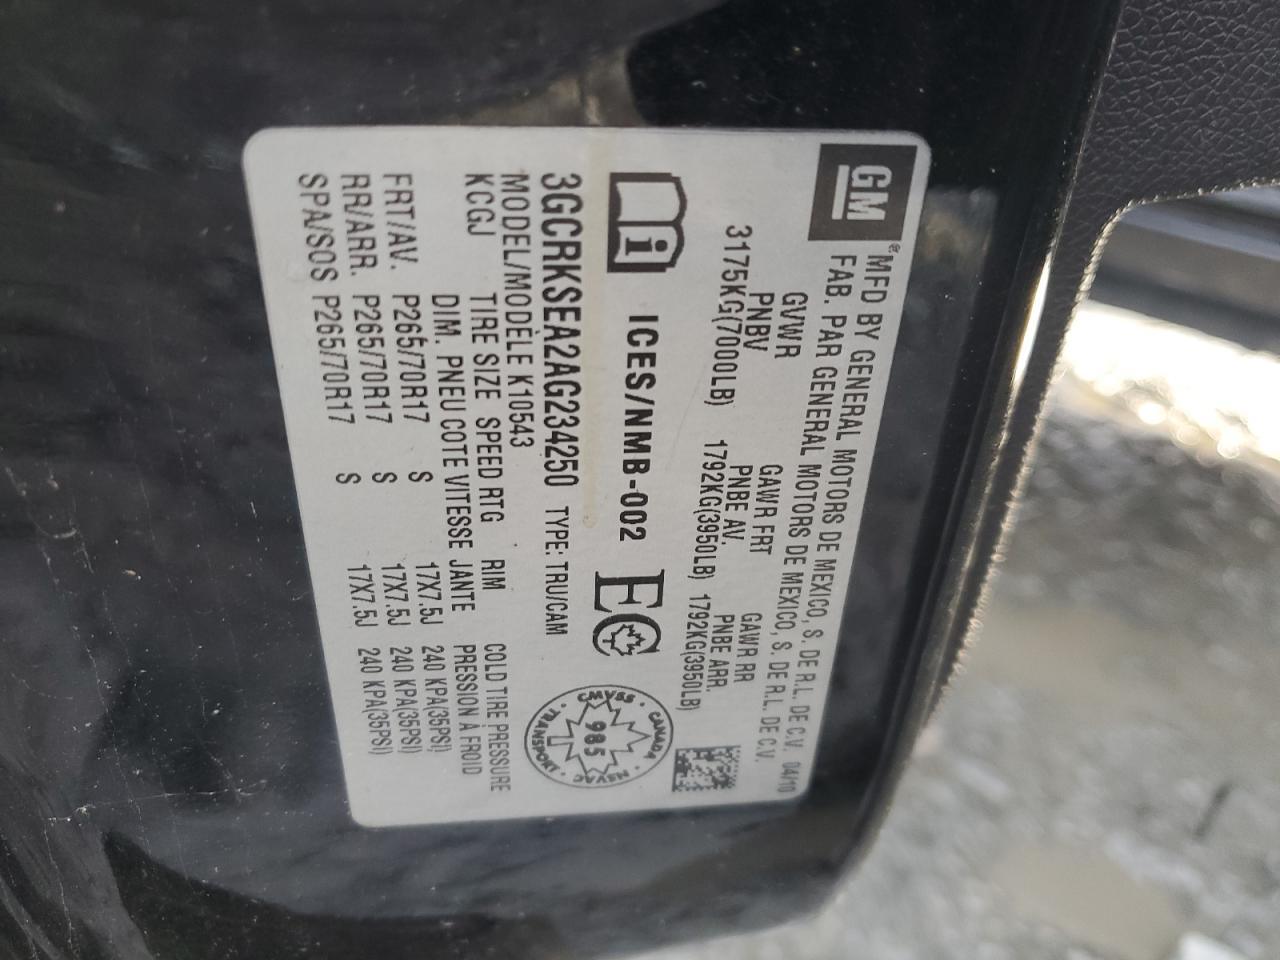 GM
MFD BY GENERAL MOTORS DE MEXICO, S. DE R.L. DE C.V. 04/10
FAB. PAR GENERAL MOTORS DE MEXICO, S. DE R.L. DE C.V.
GVWR GAWR FRT GAWR RR
PNBV PNBE AV. PNBE ARR.
3175KG(7000LB) 1792KG(3950LB) 1792KG(3950LB)
i ICES/NMB-002
CANADA · CMVSS · TRANSPORT · NSVAC
985
3GCRKSEA2AG234250 TYPE: TRU/CAM
MODEL/MODÈLE K10543
KCGJ TIRE SIZE SPEED RTG RIM COLD TIRE PRESSURE
DIM. PNEU COTE VITESSE JANTE PRESSION À FROID
FRT/AV. P265/70R17 S 17X7.5J 240 KPA(35PSI)
RR/ARR. P265/70R17 S 17X7.5J 240 KPA(35PSI)
SPA/SOS P265/70R17 S 17X7.5J 240 KPA(35PSI)